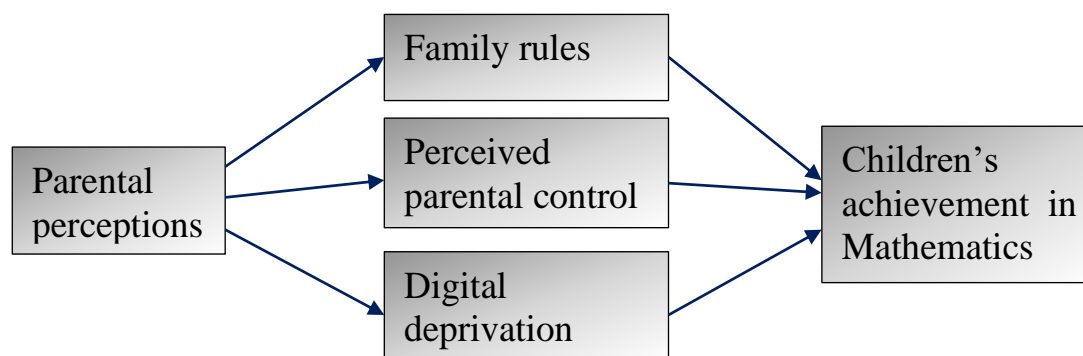 Family rules
Parental
perceptions
Perceived
parental control
Digital
deprivation
Children’s
achievement in
Mathematics